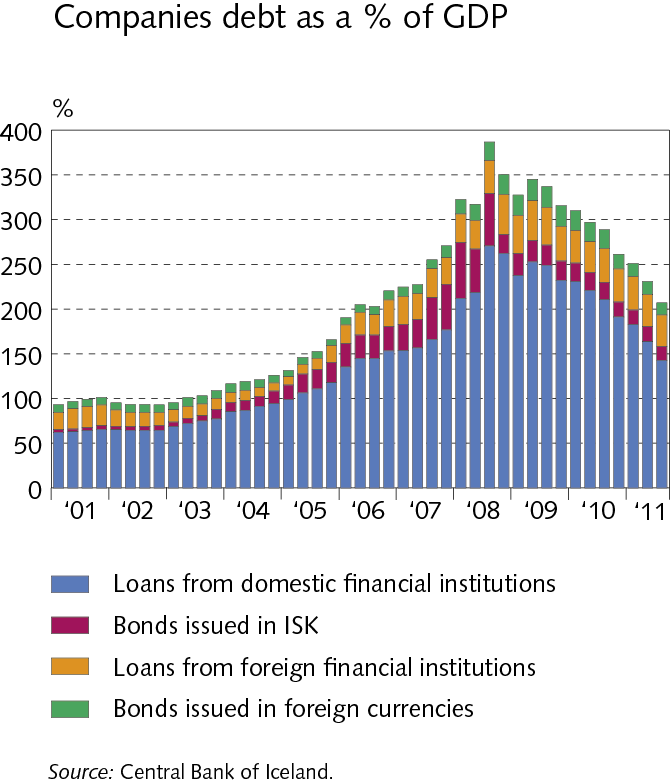 Companies debt as a % of GDP
%
400
350
300
250
200
150
100
50
0
‘01 ‘02 ‘03 ‘04 ‘05 ‘06 ‘07 ‘08 ‘09 ‘10 ‘11
Loans from domestic financial institutions
Bonds issued in ISK
Loans from foreign financial institutions
Bonds issued in foreign currencies
Source: Central Bank of Iceland.